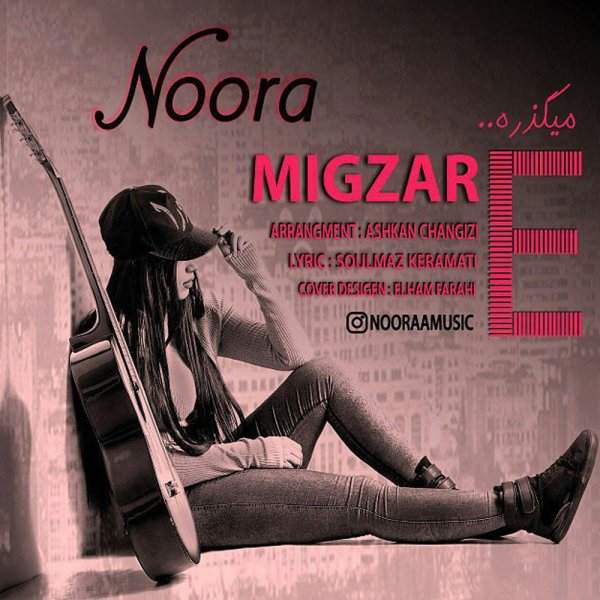 Noora
میگذره..
MIGZARE
ARRANGMENT : ASHKAN CHANGIZI
LYRIC : SOULMAZ KERAMATI
COVER DESIGEN : ELHAM FARAHI
NOORAAMUSIC